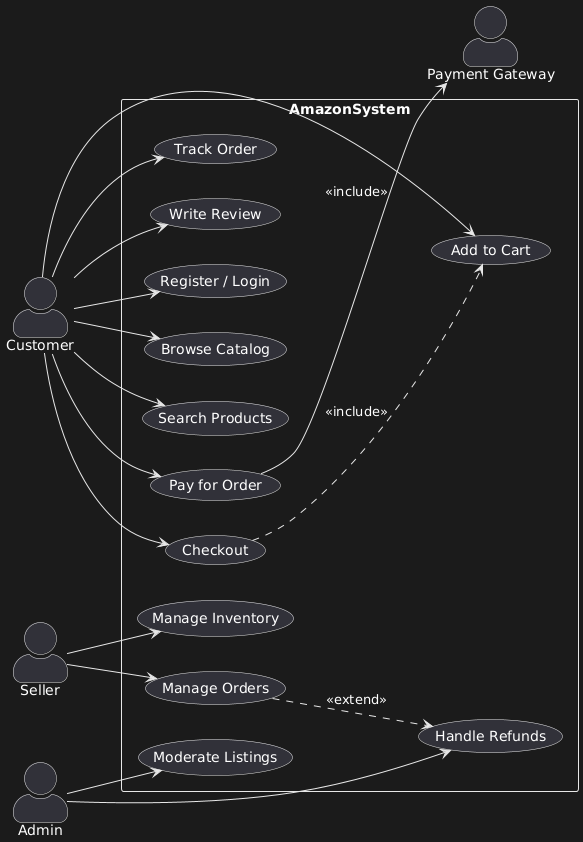 Payment Gateway
AmazonSystem
Track Order
«include»
Write Review
Add to Cart
Register / Login
Customer
Browse Catalog
Search Products
«include»
Pay for Order
Checkout
Manage Inventory
Seller
Manage Orders
«extend»
Handle Refunds
Moderate Listings
Admin